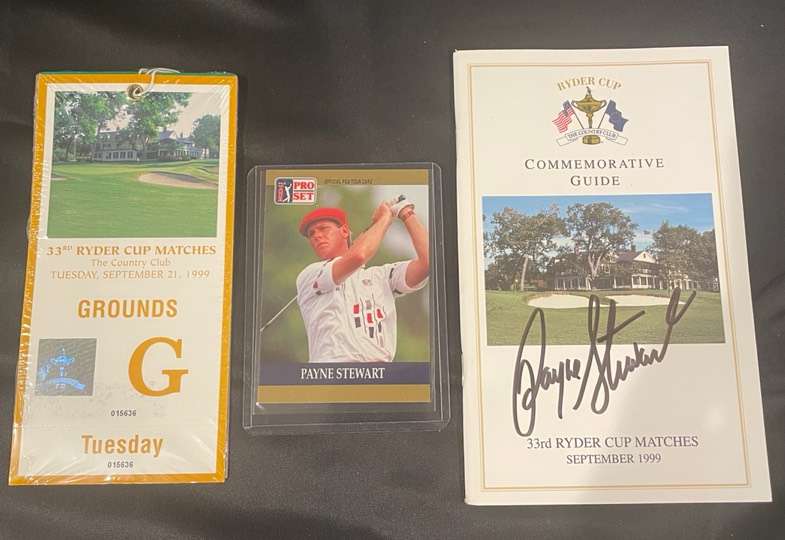 33RD RYDER CUP MATCHES
The Country Club
TUESDAY, SEPTEMBER 21, 1999
GROUNDS
G
015636
Tuesday
015636
PRO
SET
PAYNE STEWART
RYDER CUP
THE COUNTRY CLUB
COMMEMORATIVE
GUIDE
Payne Stewart
33rd RYDER CUP MATCHES
SEPTEMBER 1999